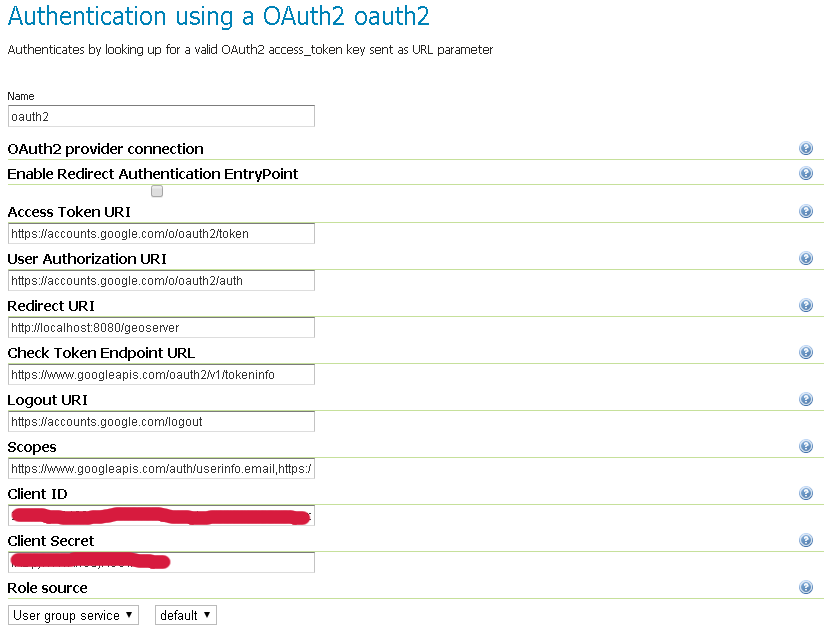 Authentication using a OAuth2 oauth2
Authenticates by looking up for a valid OAuth2 access_token key sent as URL parameter
Name
oauth2
OAuth2 provider connection
Enable Redirect Authentication EntryPoint
Access Token URI
https://accounts.google.com/o/oauth2/token
User Authorization URI
https://accounts.google.com/o/oauth2/auth
Redirect URI
http://localhost:8080/geoserver
Check Token Endpoint URL
https://www.googleapis.com/oauth2/v1/tokeninfo
Logout URI
https://accounts.google.com/logout
Scopes
https://www.googleapis.com/auth/userinfo.email,https:/
Client ID
Client Secret
Role source
User group service default